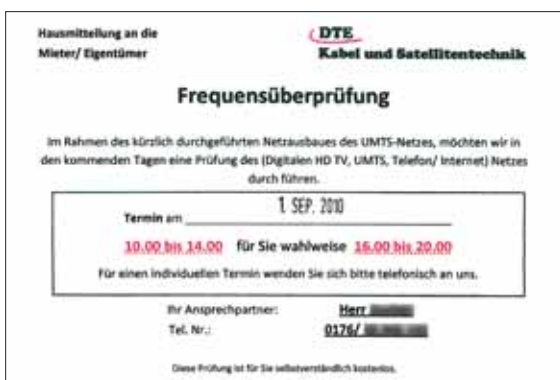 Hausmitteilung an die
Mieter/ Eigentümer
DTE
Kabel und Satellitentechnik
Frequensüberprüfung
Im Rahmen des kürzlich durchgeführten Netzausbaues des UMTS-Netzes, möchten wir in
den kommenden Tagen eine Prüfung des (Digitalen HD TV, UMTS, Telefon/ Internet) Netzes
durch führen.
Termin am 1 SEP. 2010
10.00 bis 14.00 für Sie wahlweise 16.00 bis 20.00
Für einen individuellen Termin wenden Sie sich bitte telefonisch an uns.
Ihr Ansprechpartner: Herr
Tel. Nr.: 0176/
Diese Prüfung ist für Sie selbstverständlich kostenlos.